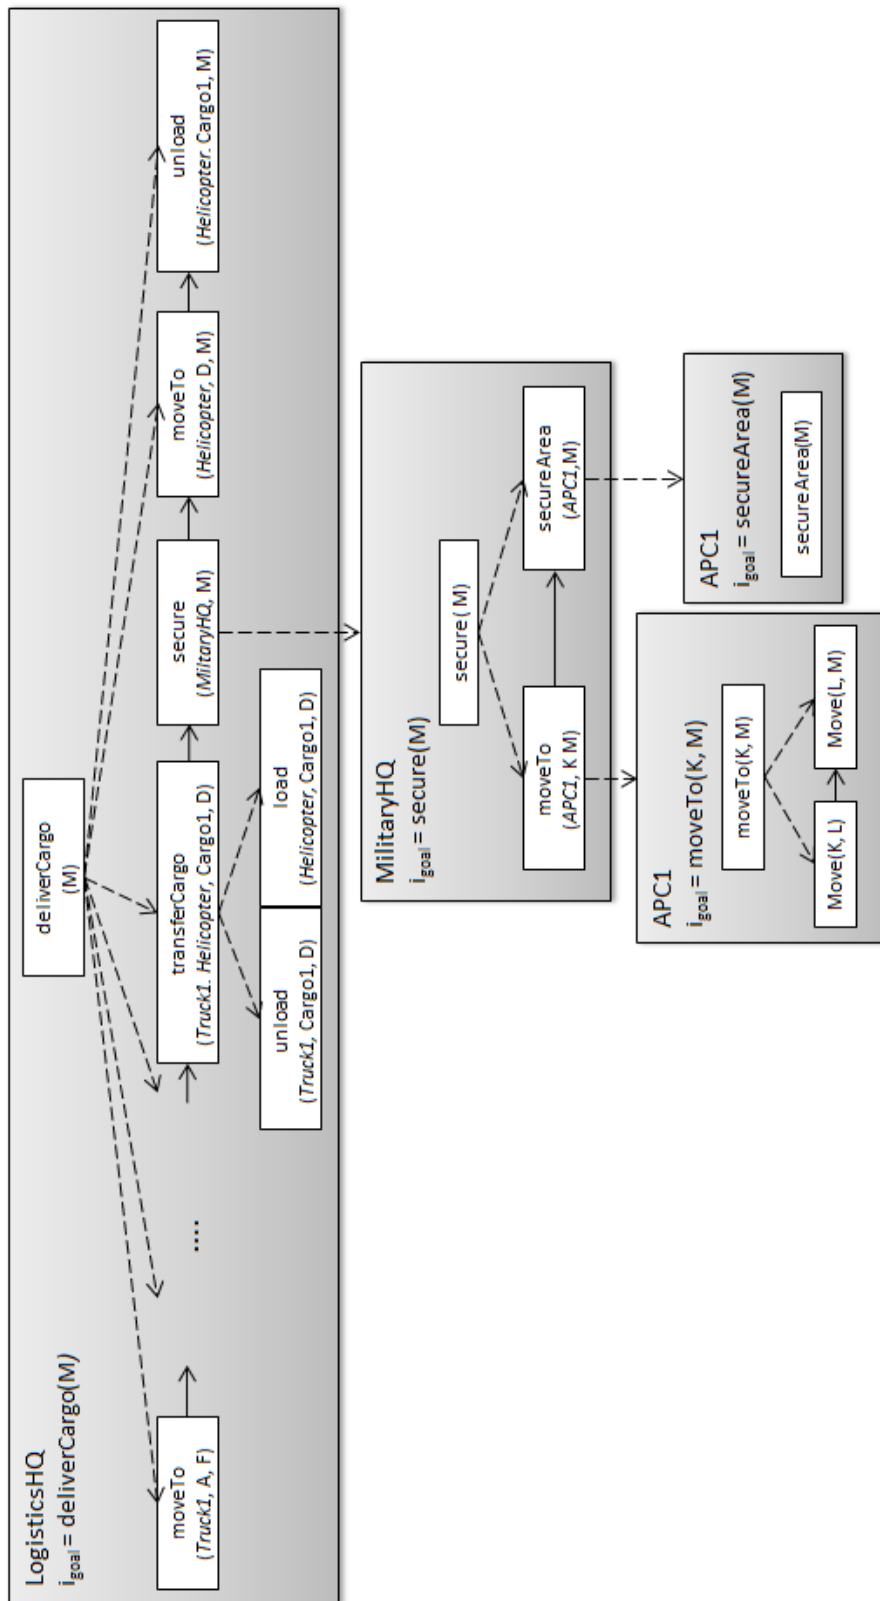 LogisticsHQ
igoal = deliverCargo(M)
deliverCargo
(M)
moveTo
(Truck1, A, F)
....
transferCargo
(Truck1. Helicopter, Cargo1, D)
secure
(MiltaryHQ, M)
moveTo
(Helicopter, D, M)
unload
(Helicopter. Cargo1, M)
unload
(Truck1, Cargo1, D)
load
(Helicopter, Cargo1, D)
MilitaryHQ
igoal = secure(M)
secure ( M)
moveTo
(APC1, K M)
secureArea
(APC1,M)
APC1
igoal = moveTo(K, M)
moveTo(K, M)
Move(K, L)
Move(L, M)
APC1
igoal = secureArea(M)
secureArea(M)